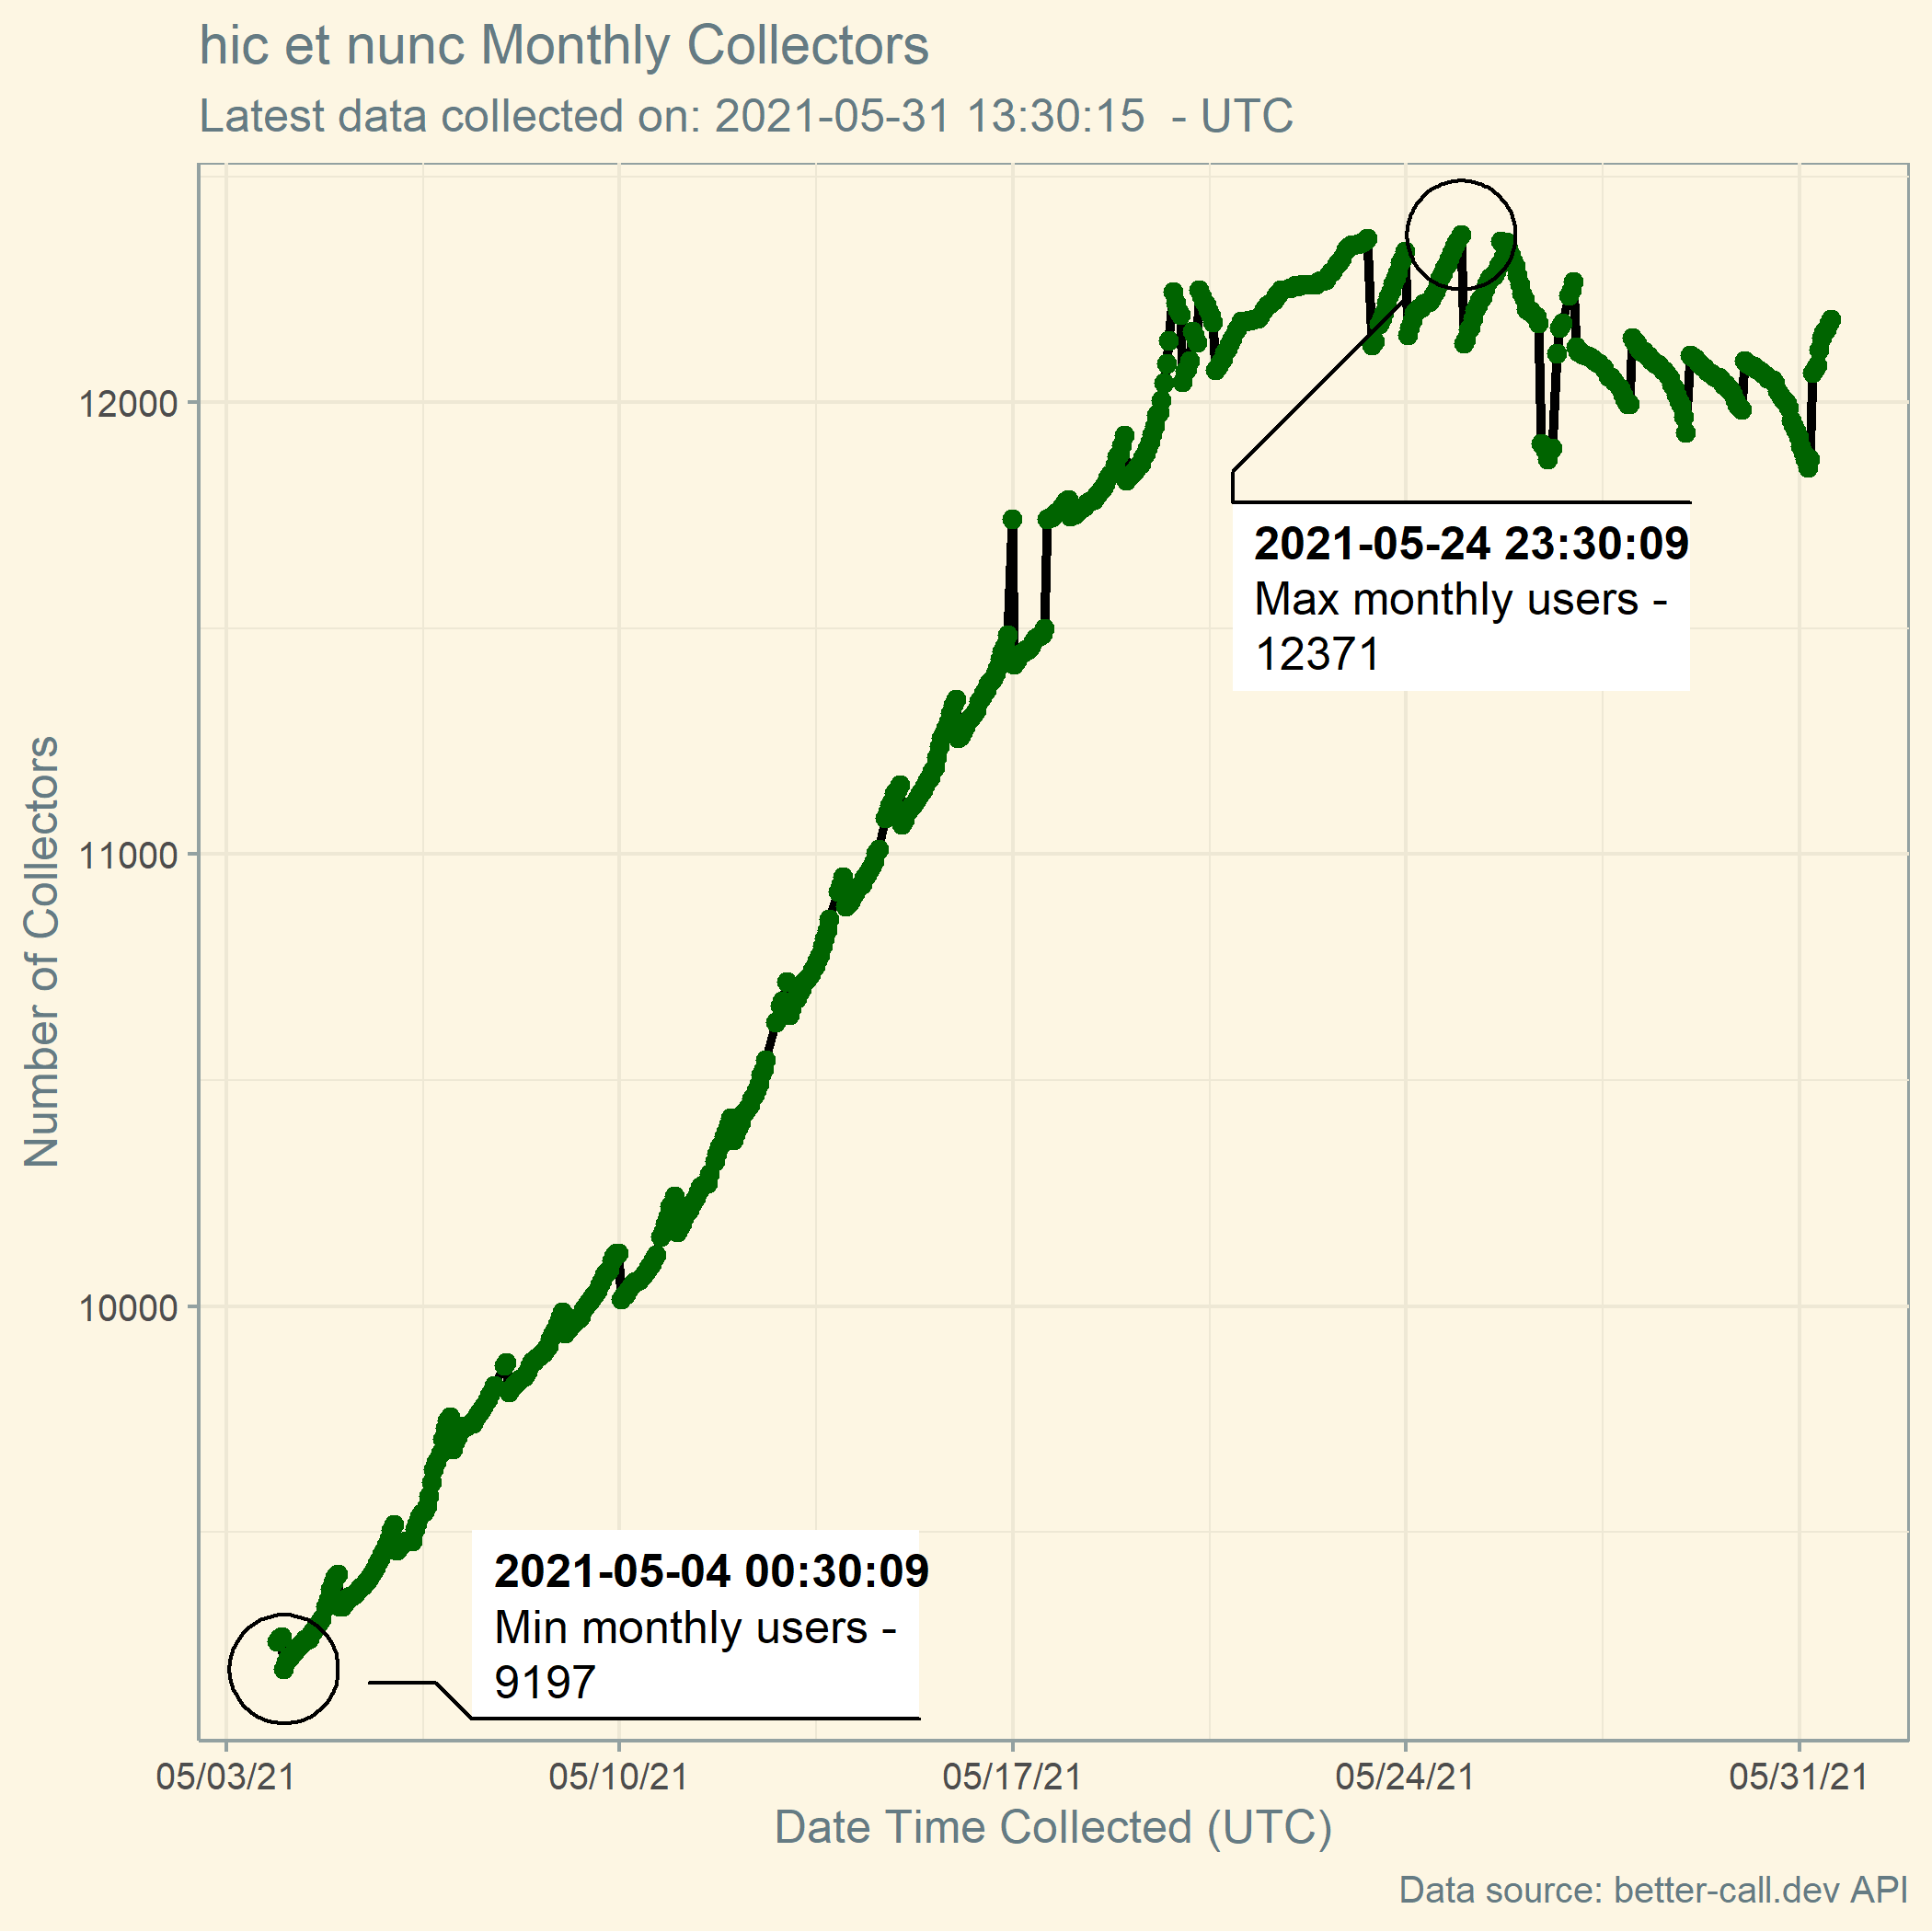 hic et nunc Monthly Collectors
Latest data collected on: 2021-05-31 13:30:15  - UTC
Number of Collectors
12000
11000
10000
2021-05-24 23:30:09
Max monthly users -
12371
2021-05-04 00:30:09
Min monthly users -
9197
05/03/21 05/10/21 05/17/21 05/24/21 05/31/21
Date Time Collected (UTC)
Data source: better-call.dev API